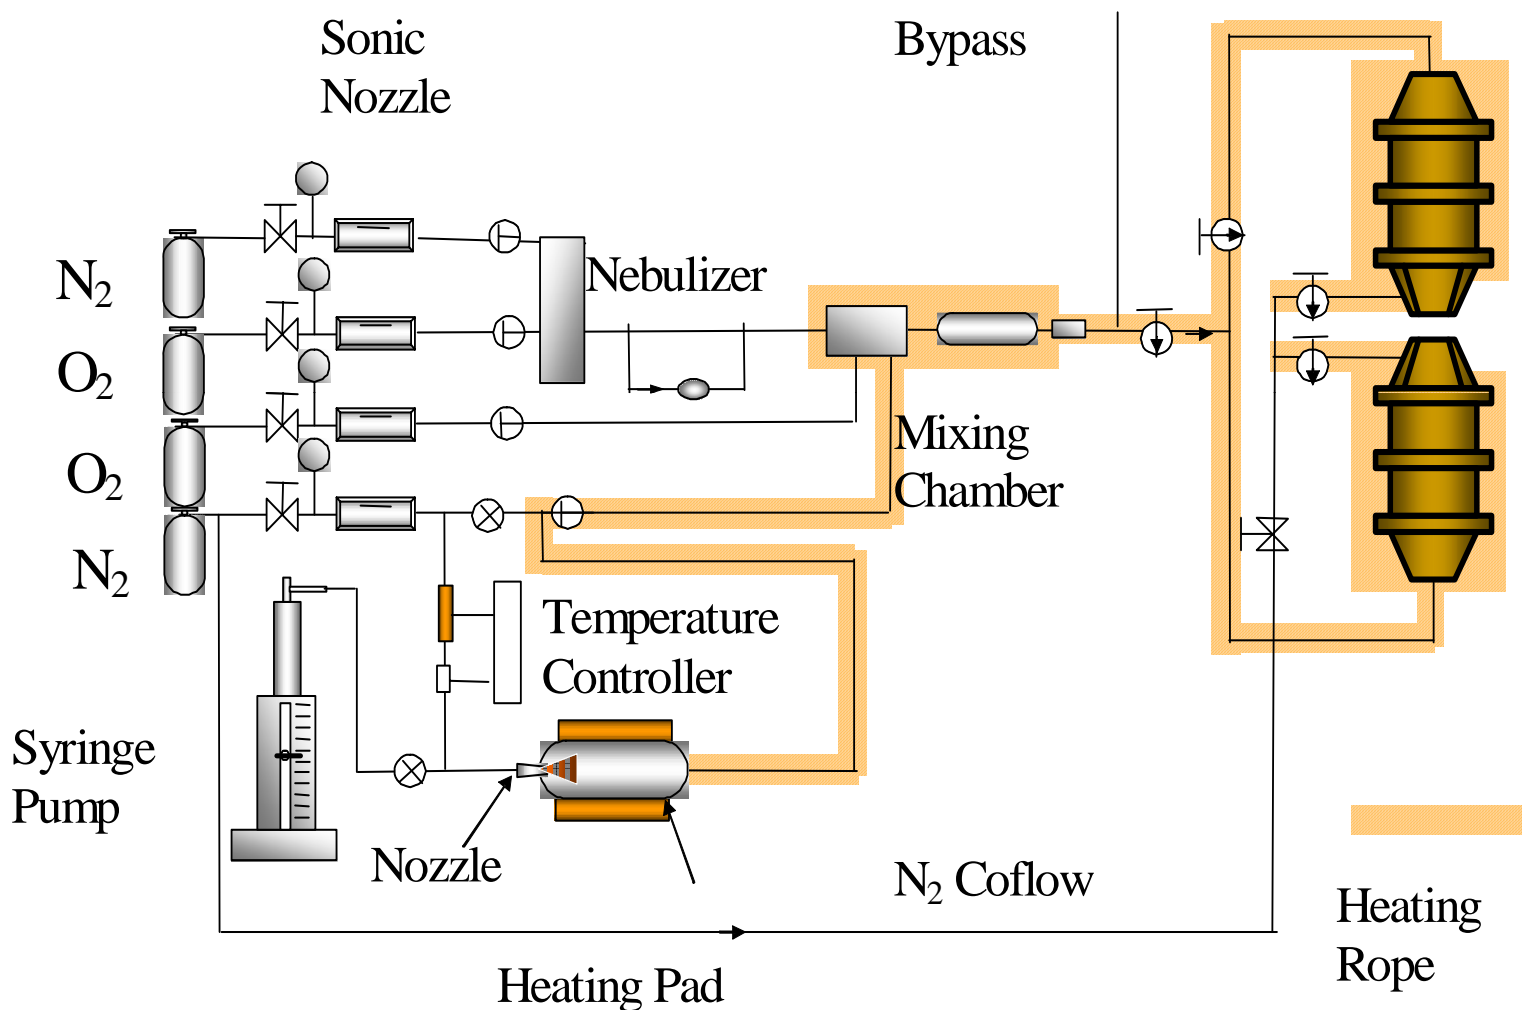 Sonic
Nozzle
Bypass
N2
Nebulizer
O2
Mixing
Chamber
O2
N2
Temperature
Controller
Syringe
Pump
Nozzle
N2 Coflow
Heating
Rope
Heating Pad